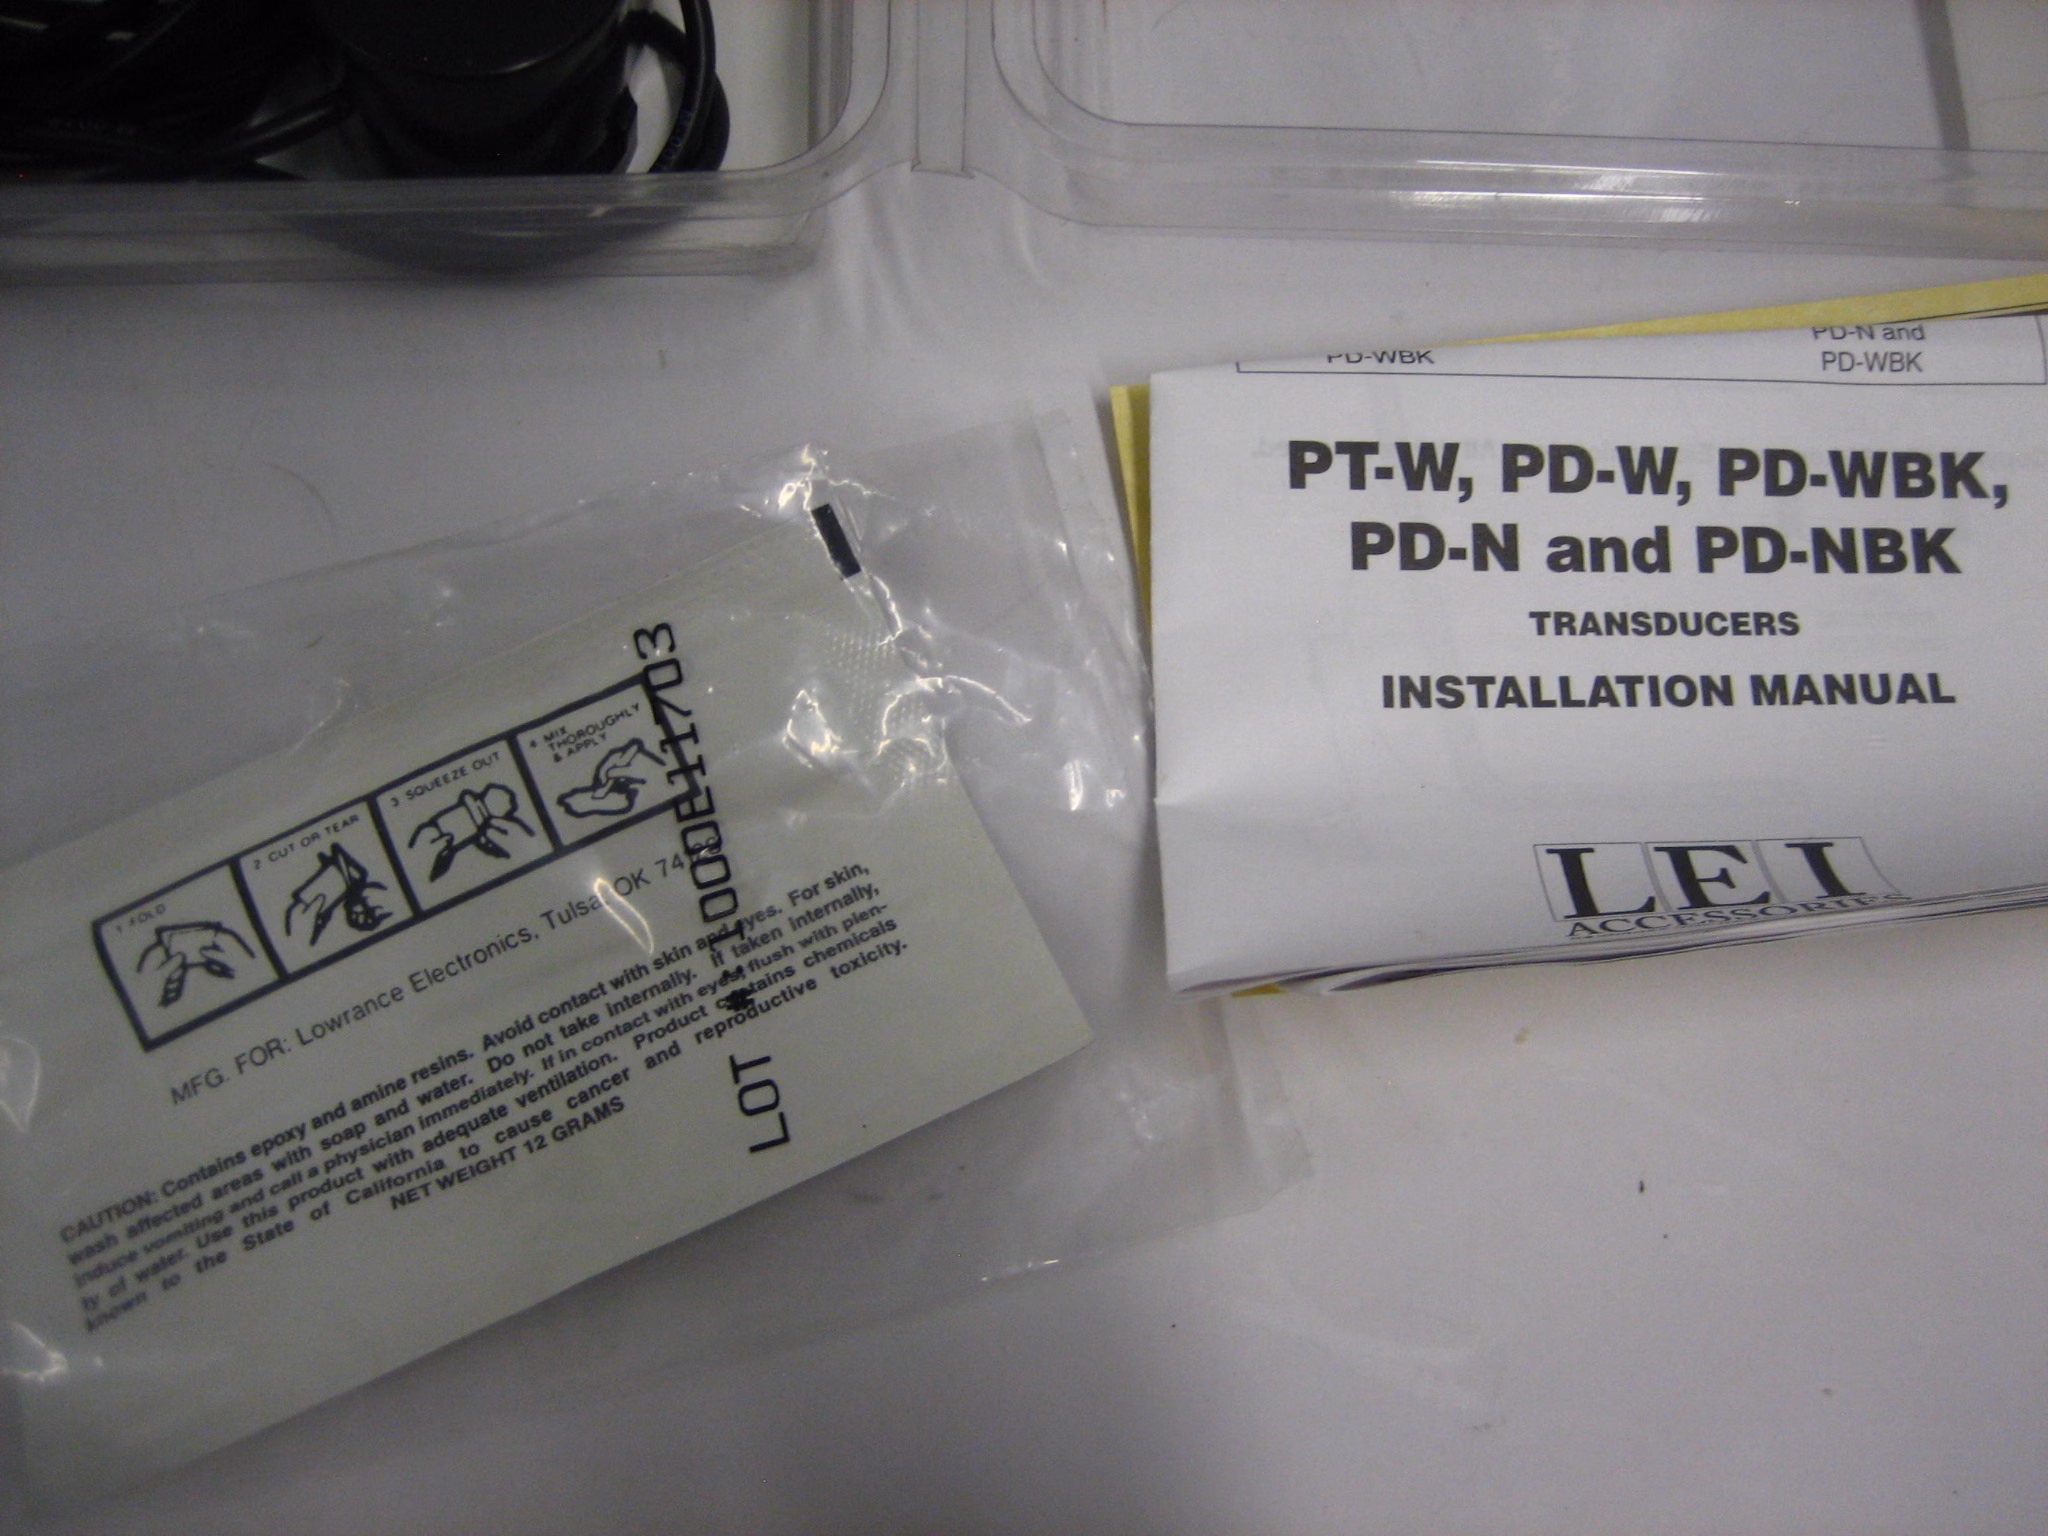 PD-WBK
PD-N and
PD-WBK
PT-W, PD-W, PD-WBK,
PD-N and PD-NBK
TRANSDUCERS
INSTALLATION MANUAL
LEI
ACCESSORIES
1 FOLD
2 CUT OR TEAR
3 SQUEEZE OUT
4 MIX
THOROUGHLY
& APPLY
MFG. FOR: Lowrance Electronics, Tulsa, OK
CAUTION: Contains epoxy and amine resins. Avoid contact with skin and eyes. For skin,
wash affected areas with soap and water. Do not take internally. If taken internally,
induce vomiting and call a physician immediately. If in contact with eyes, flush with plen-
ty of water. Use this product with adequate ventilation. Product contains chemicals
known to the State of California to cause cancer and reproductive toxicity.
NET WEIGHT 12 GRAMS
LOT #:1000E11703